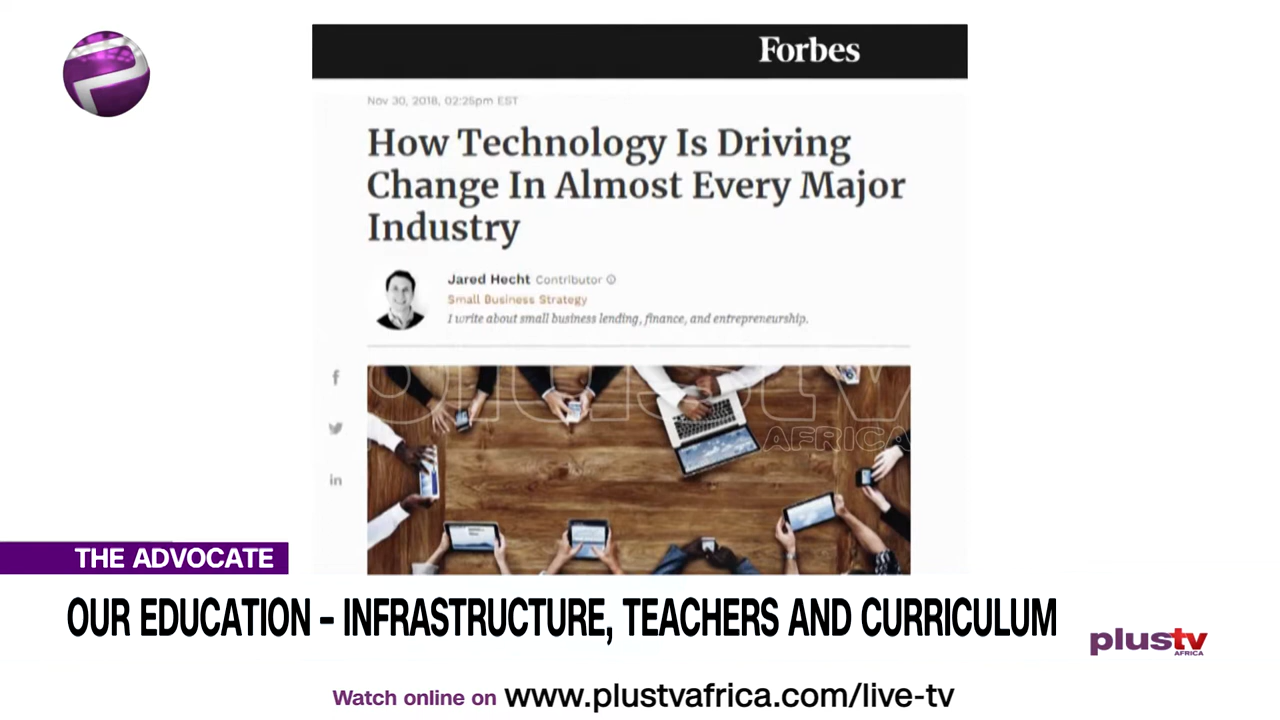 Forbes
Nov 30, 2018, 02:25pm EST
How Technology Is Driving
Change In Almost Every Major
Industry
Jared Hecht Contributor
Small Business Strategy
I write about small business lending, finance, and entrepreneurship.
f
in
plustv
AFRICA
THE ADVOCATE
OUR EDUCATION – INFRASTRUCTURE, TEACHERS AND CURRICULUM
plustv
AFRICA
Watch online on www.plustvafrica.com/live-tv